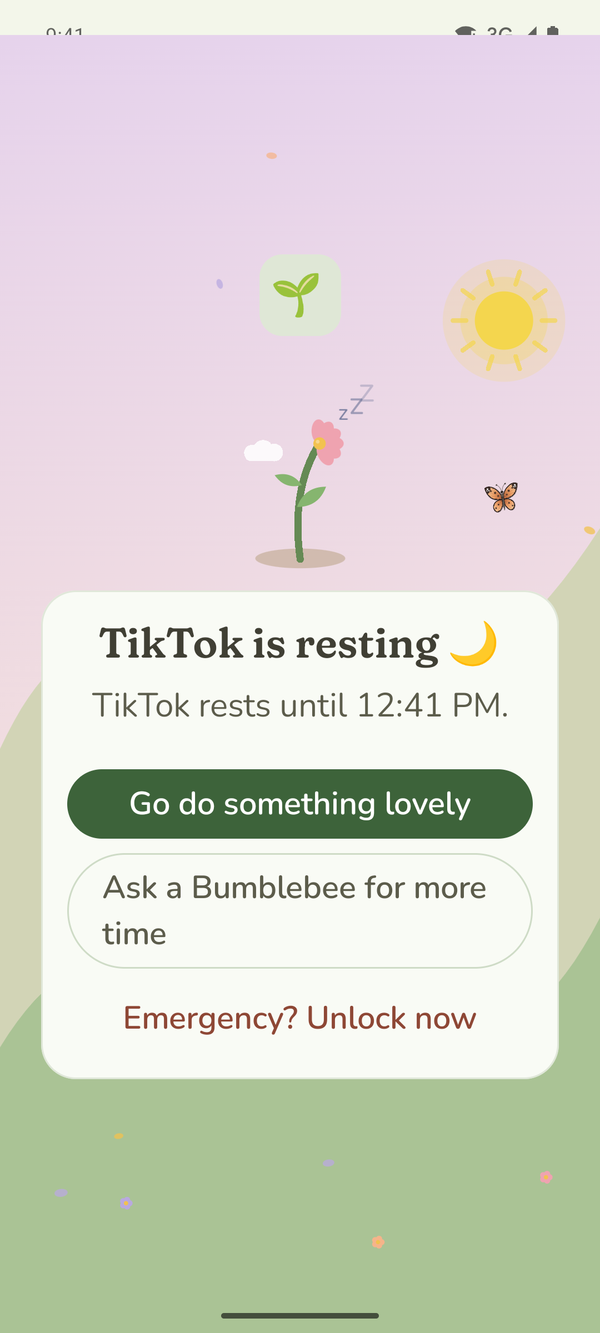 3G
z
Z
Z
TikTok is resting 🌙
TikTok rests until 12:41 PM.
Go do something lovely
Ask a Bumblebee for more
time
Emergency? Unlock now